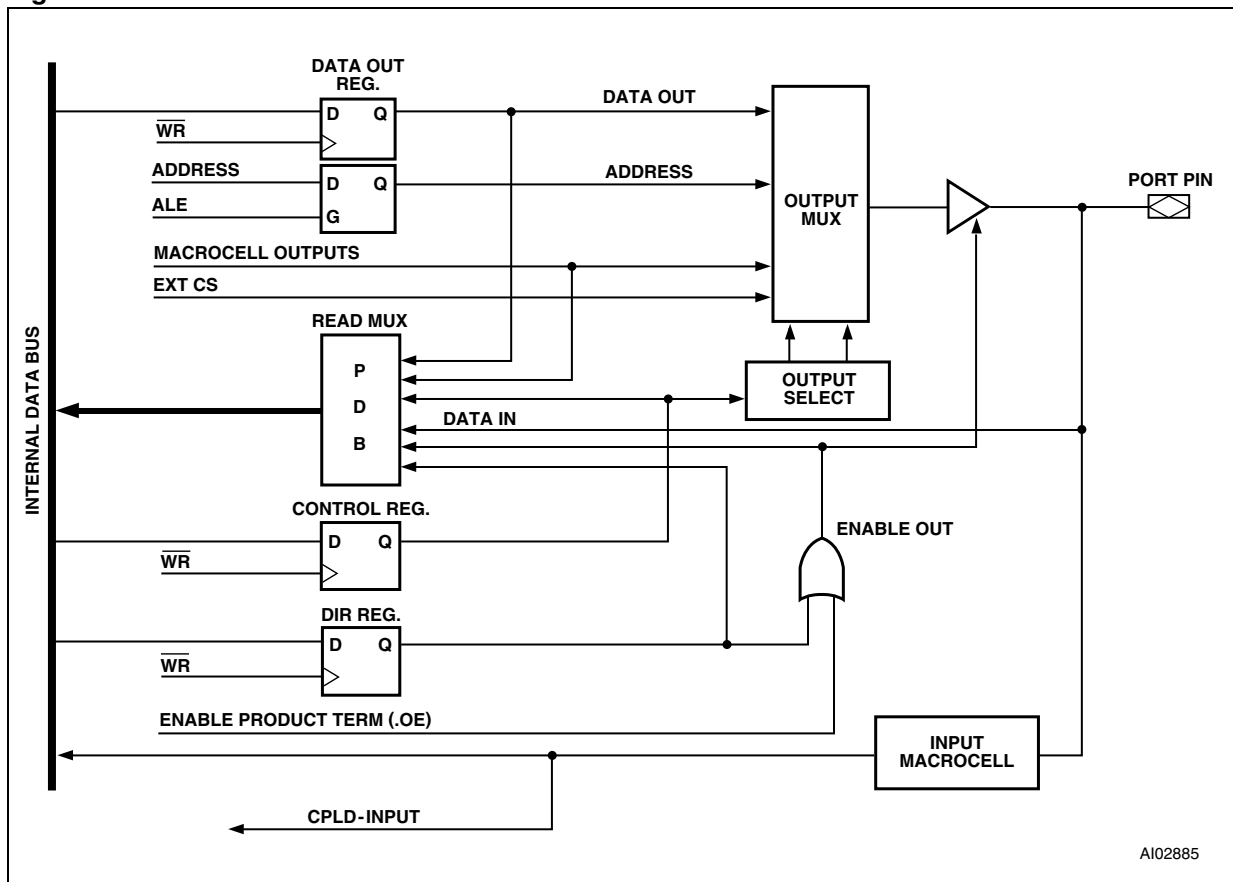 DATA OUT
REG.
D Q
WR
DATA OUT
ADDRESS
D Q
ADDRESS
ALE
G
OUTPUT
MUX
PORT PIN
MACROCELL OUTPUTS
EXT CS
READ MUX
P
D
B
OUTPUT
SELECT
DATA IN
INTERNAL DATA BUS
CONTROL REG.
D Q
WR
ENABLE OUT
DIR REG.
D Q
WR
ENABLE PRODUCT TERM (.OE)
INPUT
MACROCELL
CPLD-INPUT
AI02885